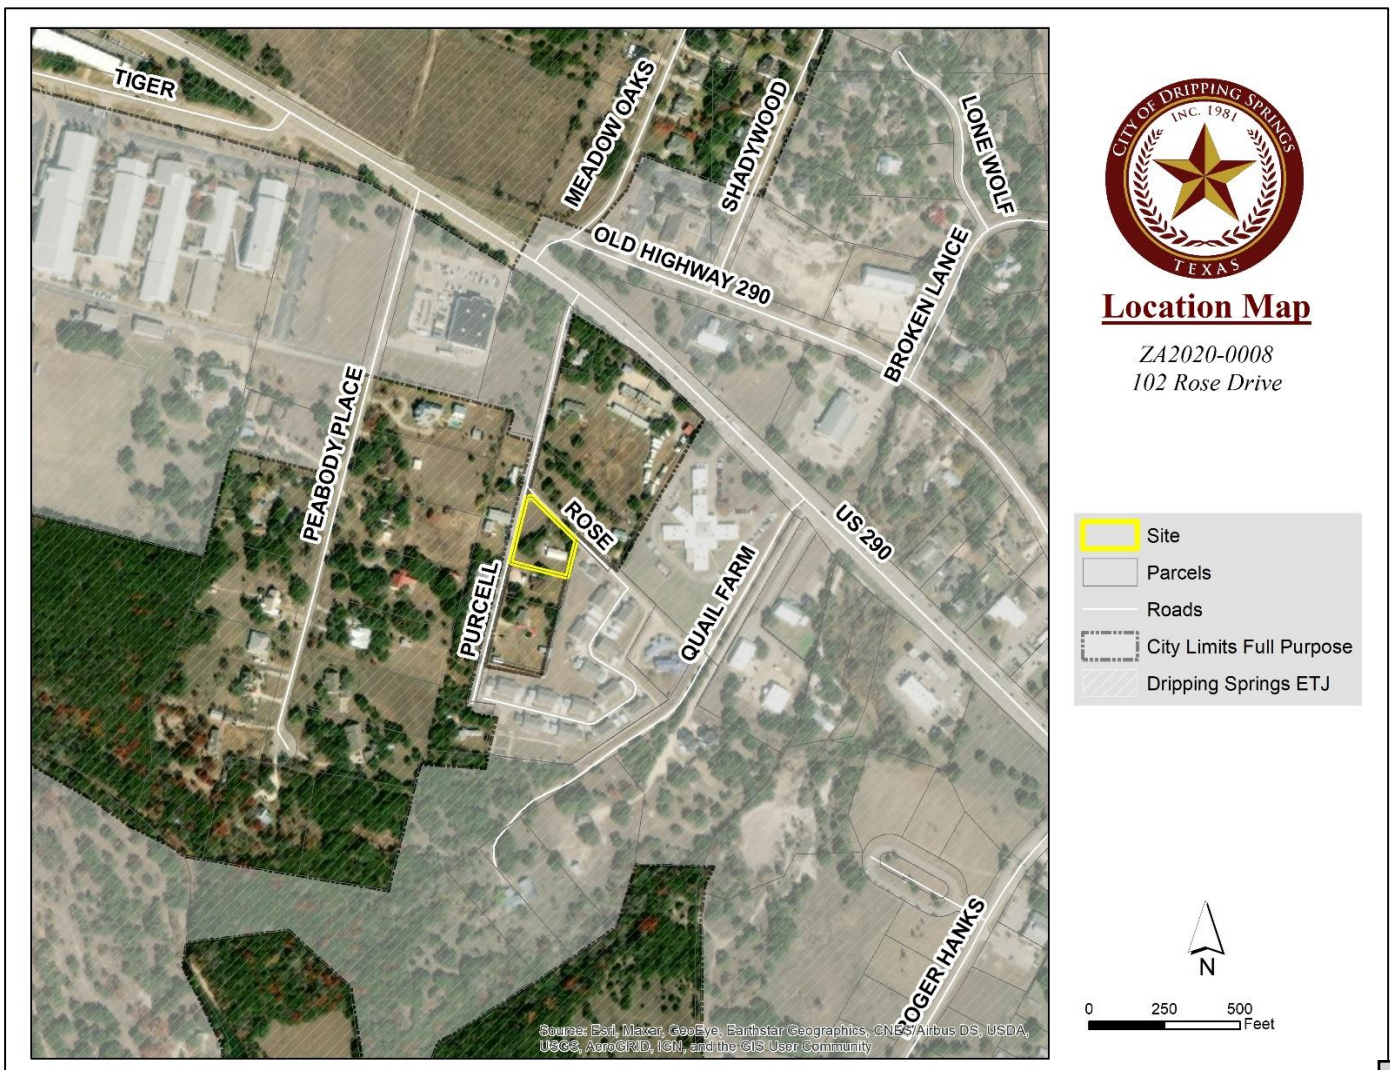 TIGER
MEADOW OAKS
SHADYWOOD
LONE WOLF
OLD HIGHWAY 290
BROKEN LANCE
PEABODY PLACE
ROSE
US 290
PURCELL
QUAIL FARM
ROGER HANKS
Source: Esri, Maxar, GeoEye, Earthstar Geographics, CNES/Airbus DS, USDA,
USGS, AeroGRID, IGN, and the GIS User Community
CITY OF DRIPPING SPRINGS
INC. 1981
TEXAS
Location Map
ZA2020-0008
102 Rose Drive
Site
Parcels
Roads
City Limits Full Purpose
Dripping Springs ETJ
N
0 250 500
Feet